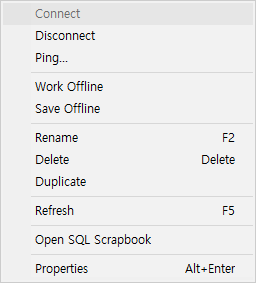 Connect
Disconnect
Ping...
Work Offline
Save Offline
Rename F2
Delete Delete
Duplicate
Refresh F5
Open SQL Scrapbook
Properties Alt+Enter